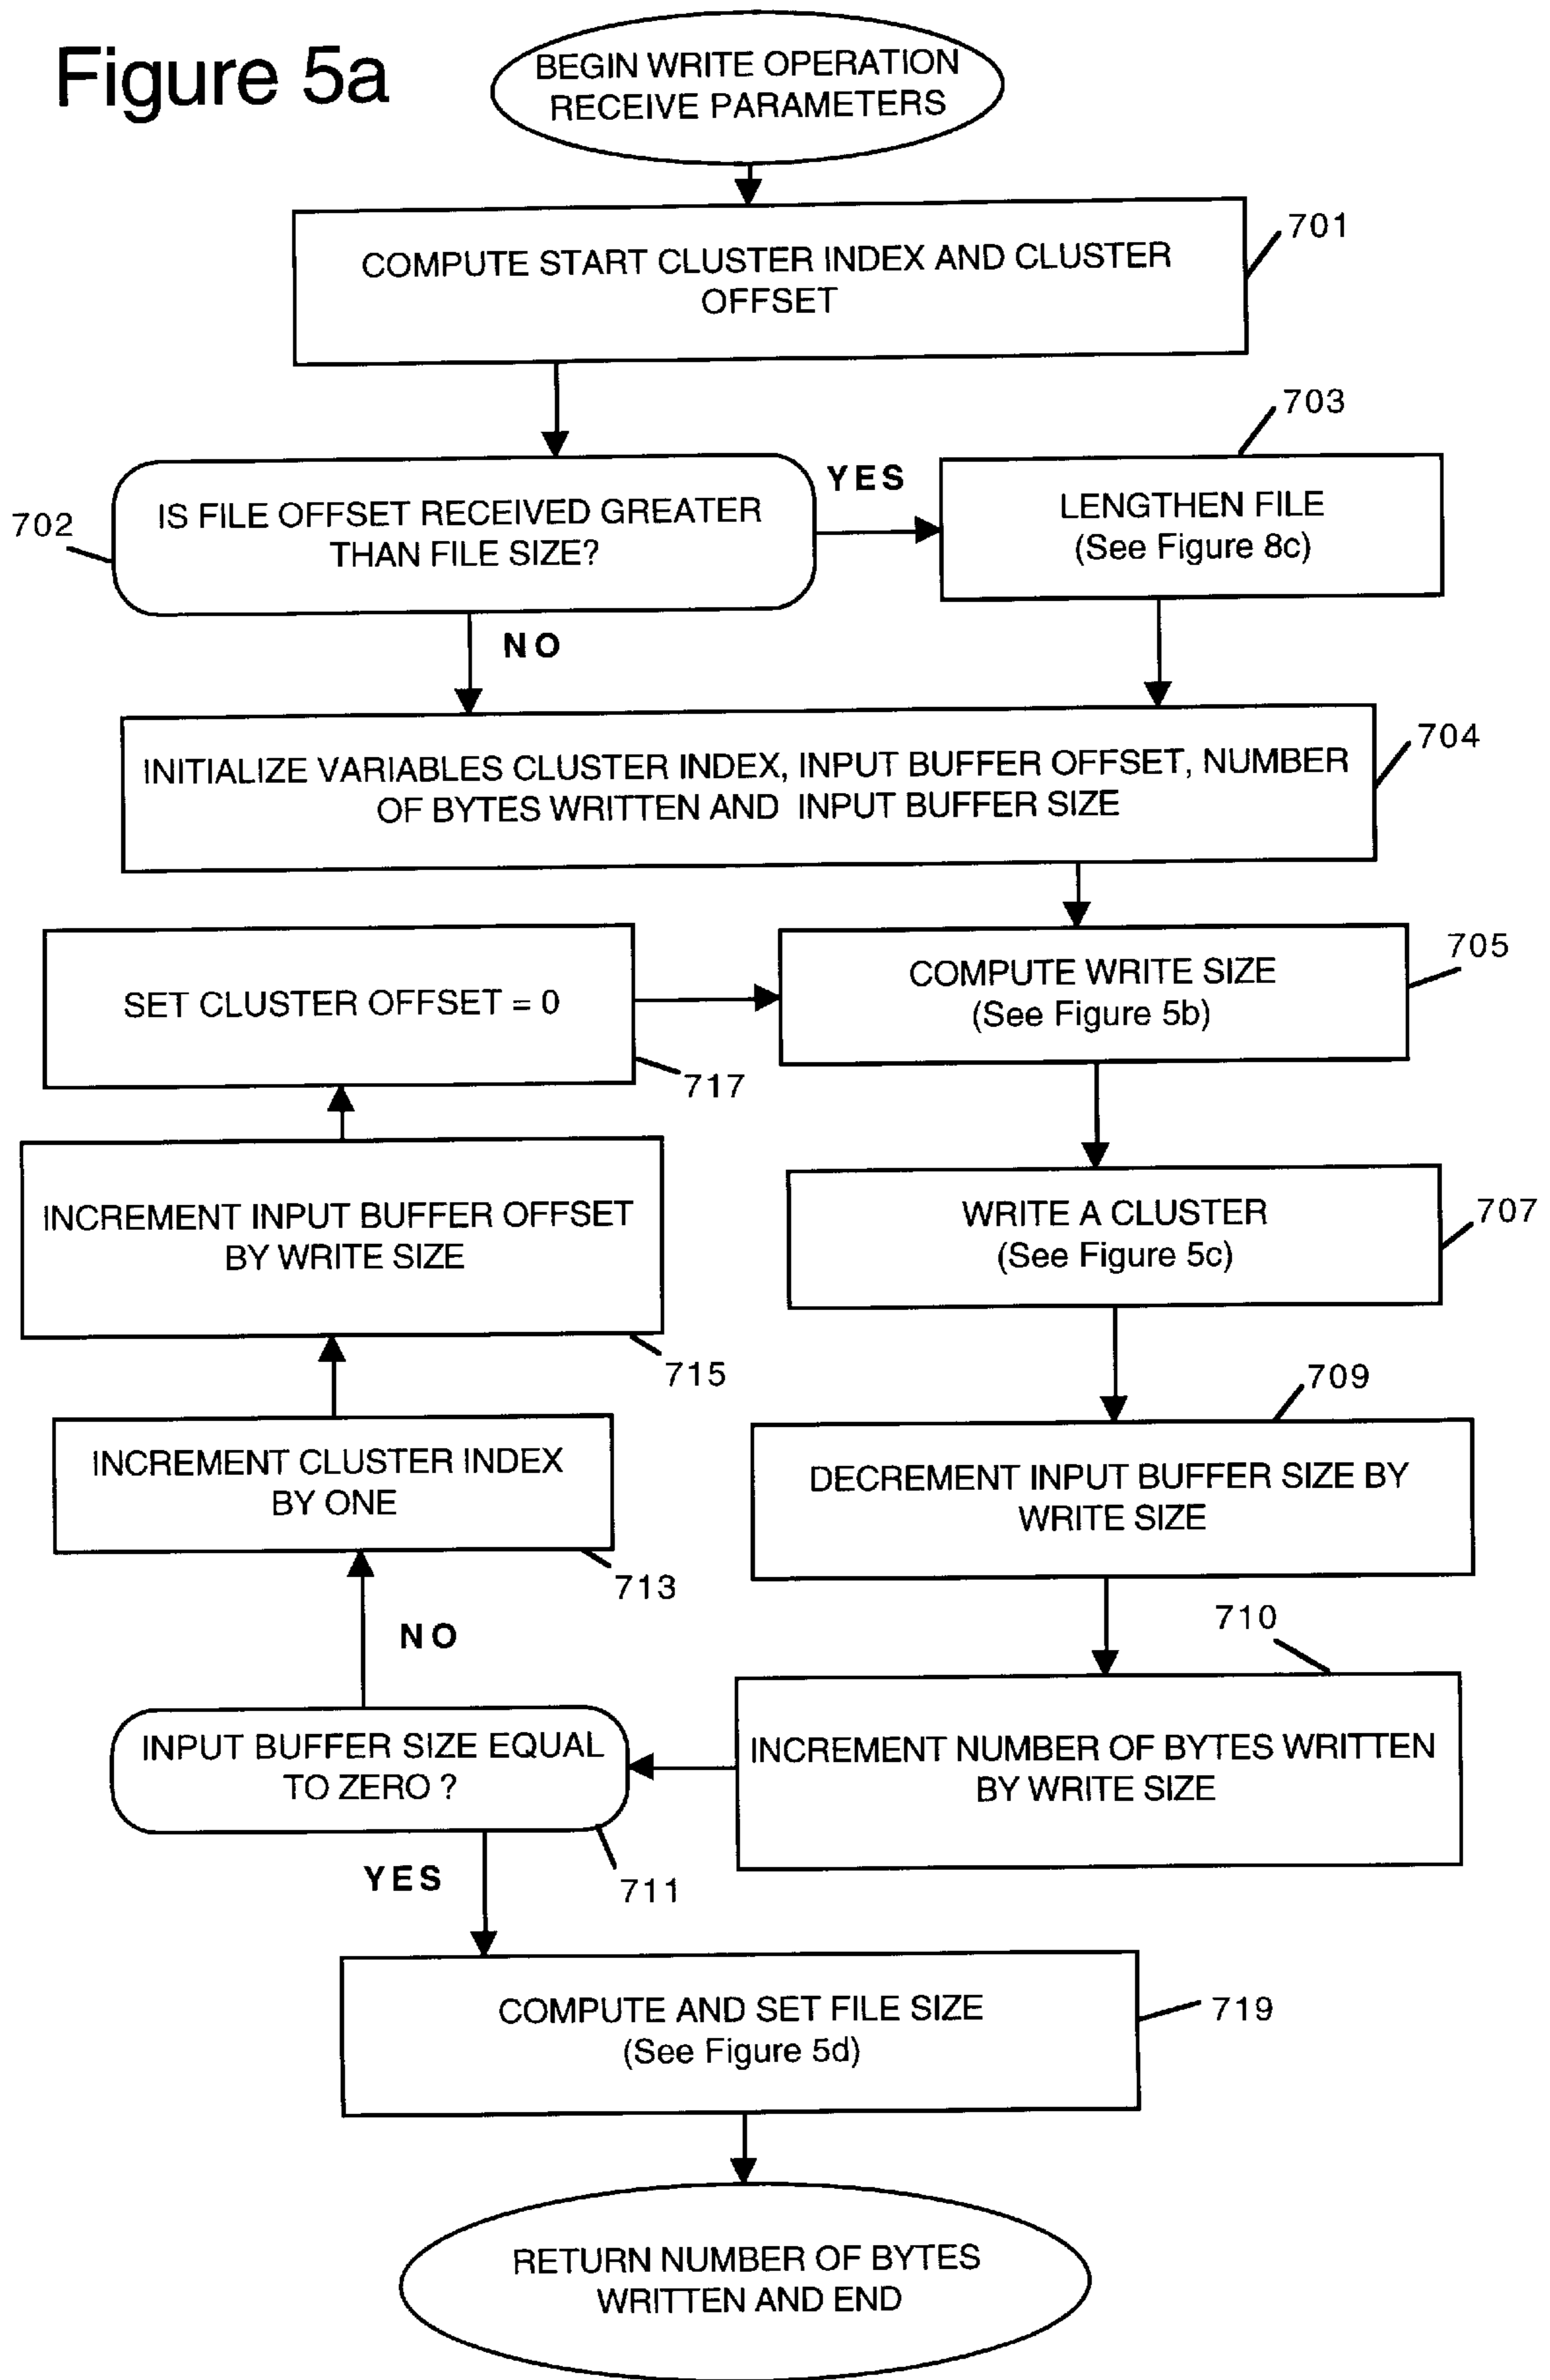 Figure 5a
BEGIN WRITE OPERATION
RECEIVE PARAMETERS
701
COMPUTE START CLUSTER INDEX AND CLUSTER
OFFSET
703
702
IS FILE OFFSET RECEIVED GREATER
THAN FILE SIZE?
YES
LENGTHEN FILE
(See Figure 8c)
NO
704
INITIALIZE VARIABLES CLUSTER INDEX, INPUT BUFFER OFFSET, NUMBER
OF BYTES WRITTEN AND INPUT BUFFER SIZE
705
SET CLUSTER OFFSET = 0
COMPUTE WRITE SIZE
(See Figure 5b)
717
INCREMENT INPUT BUFFER OFFSET
BY WRITE SIZE
WRITE A CLUSTER
(See Figure 5c)
707
715
709
INCREMENT CLUSTER INDEX
BY ONE
DECREMENT INPUT BUFFER SIZE BY
WRITE SIZE
713
710
NO
INPUT BUFFER SIZE EQUAL
TO ZERO ?
INCREMENT NUMBER OF BYTES WRITTEN
BY WRITE SIZE
YES
711
COMPUTE AND SET FILE SIZE
(See Figure 5d)
719
RETURN NUMBER OF BYTES
WRITTEN AND END